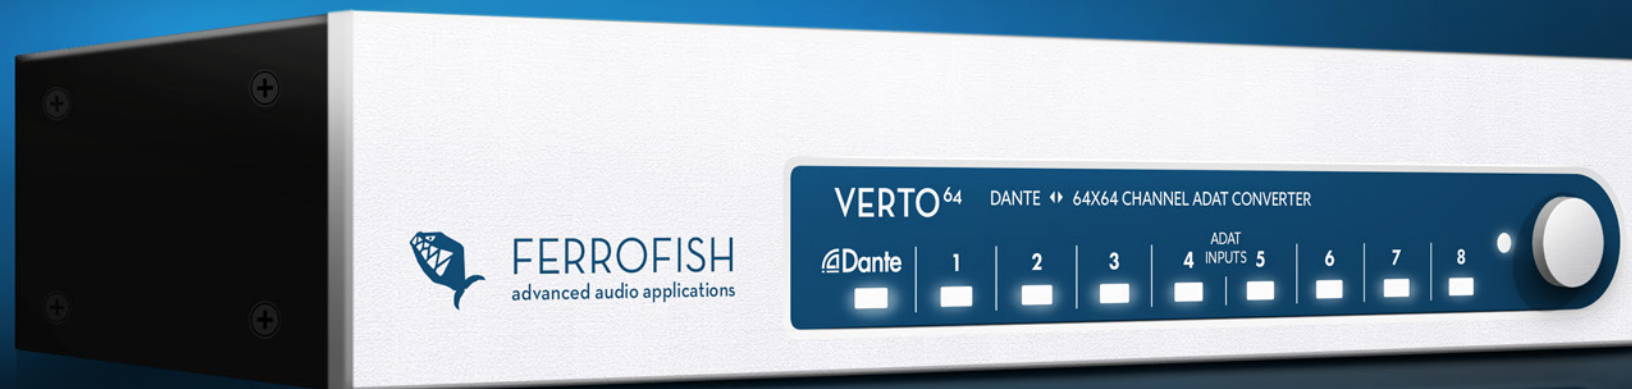 VERTO64
DANTE ◂▸ 64X64 CHANNEL ADAT CONVERTER
FERROFISH
advanced audio applications
Dante 1 2 3 4 ADAT INPUTS 5 6 7 8